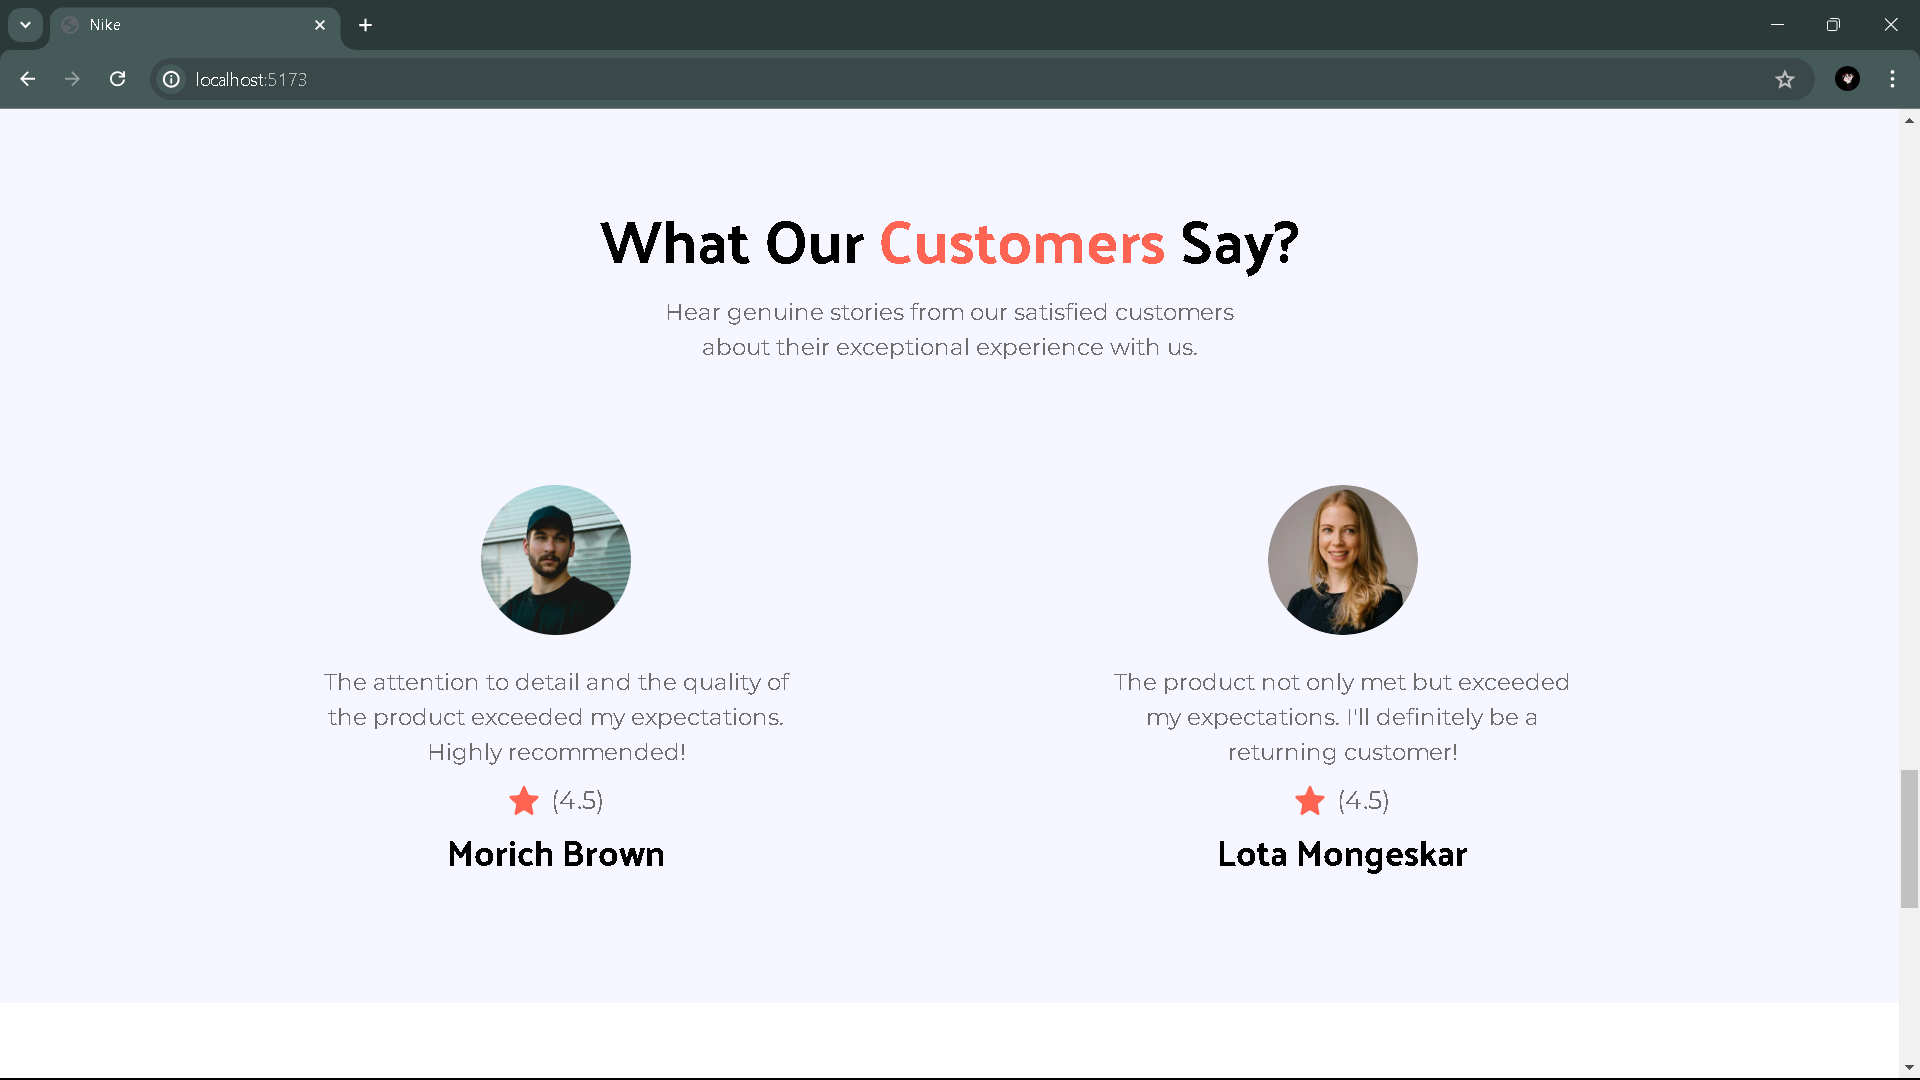 Nike
localhost:5173
What Our Customers Say?
Hear genuine stories from our satisfied customers
about their exceptional experience with us.
The attention to detail and the quality of
the product exceeded my expectations.
Highly recommended!
(4.5)
Morich Brown
The product not only met but exceeded
my expectations. I'll definitely be a
returning customer!
(4.5)
Lota Mongeskar